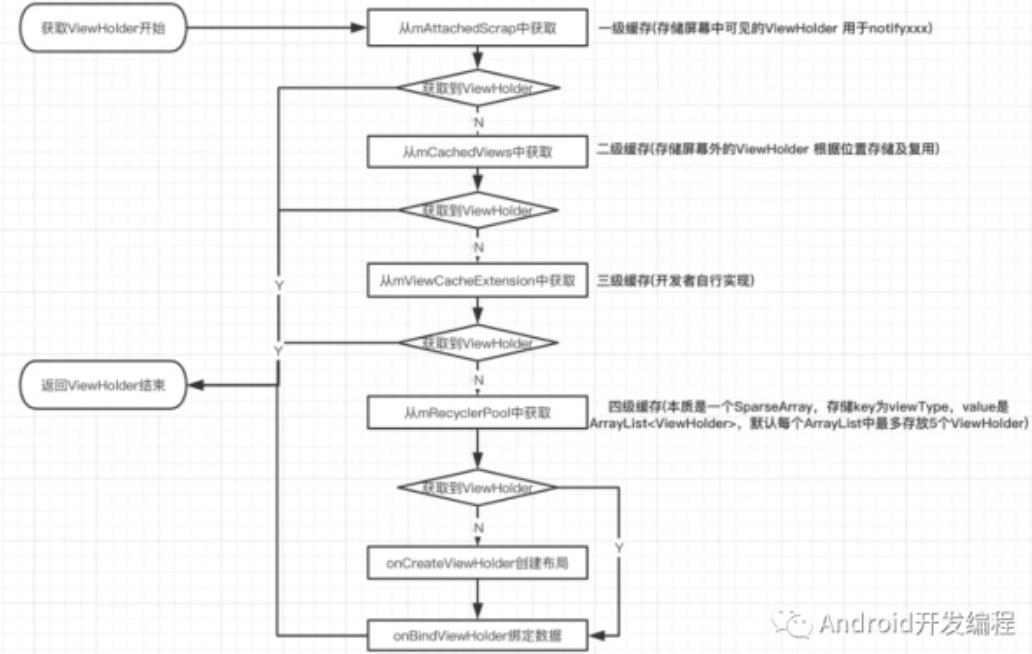 获取ViewHolder开始
从mAttachedScrap中获取
一级缓存(存储屏幕中可见的ViewHolder 用于notifyxxx)
获取到ViewHolder
N
从mCachedViews中获取
二级缓存(存储屏幕外的ViewHolder 根据位置存储及复用)
获取到ViewHolder
N
从mViewCacheExtension中获取
三级缓存(开发者自行实现)
Y
获取到ViewHolder
Y
N
返回ViewHolder结束
从mRecyclerPool中获取
四级缓存(本质是一个SparseArray，存储key为viewType，value是
ArrayList<ViewHolder>，默认每个ArrayList中最多存放5个ViewHolder)
获取到ViewHolder
N
Y
onCreateViewHolder创建布局
onBindViewHolder绑定数据
Android开发编程